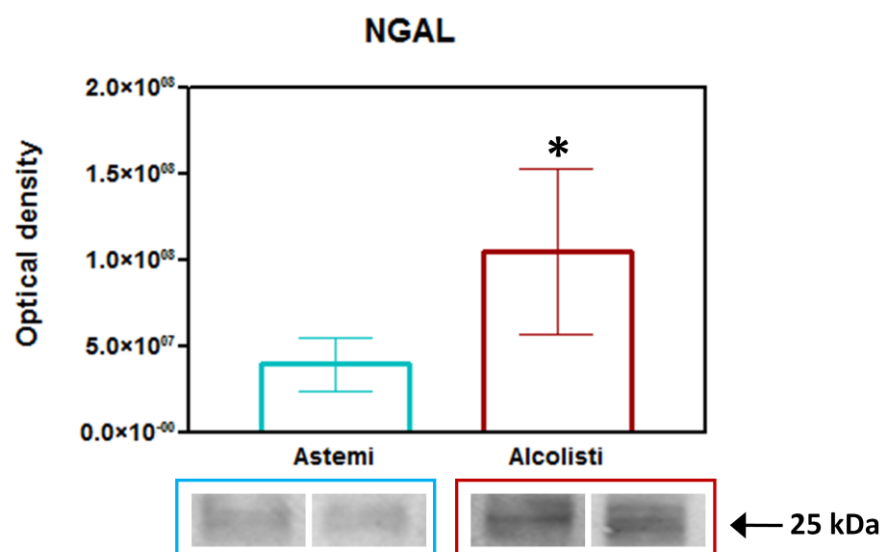 NGAL
Optical density
2.0×10⁰⁸
*
1.5×10⁰⁸
1.0×10⁰⁸
5.0×10⁰⁷
0.0×10⁻⁰⁰
Astemi Alcolisti
25 kDa